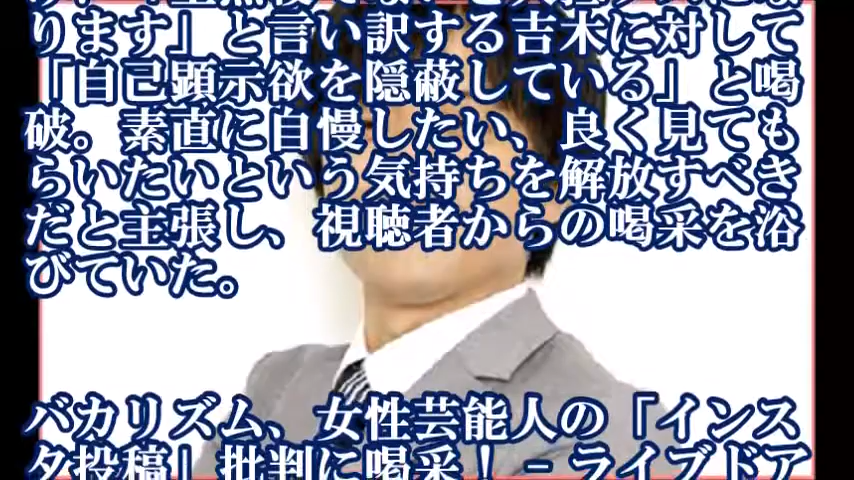 ります」と言い訳する吉木に対して
「自己顕示欲を隠蔽している」と喝
破。素直に自慢したい、良く見ても
らいたいという気持ちを解放すべき
だと主張し、視聴者からの喝采を浴
びていた。
バカリズム、女性芸能人の「インス
タ投稿」批判に喝采！ - ライブドア